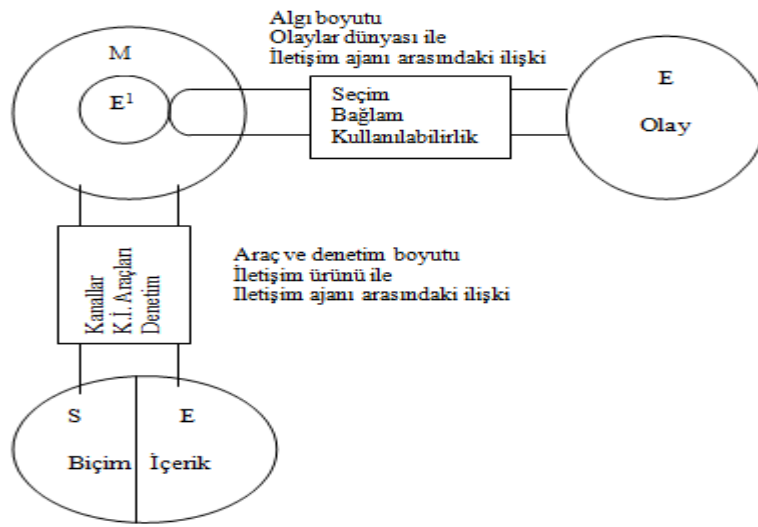 Algı boyutu
Olaylar dünyası ile
İletişim ajanı arasındaki ilişki
M
E¹
Seçim
Bağlam
Kullanılabilirlik
E
Olay
Kanallar
K.İ. Araçları
Denetim
Araç ve denetim boyutu
İletişim ürünü ile
İletişim ajanı arasındaki ilişki
S
E
Biçim
İçerik